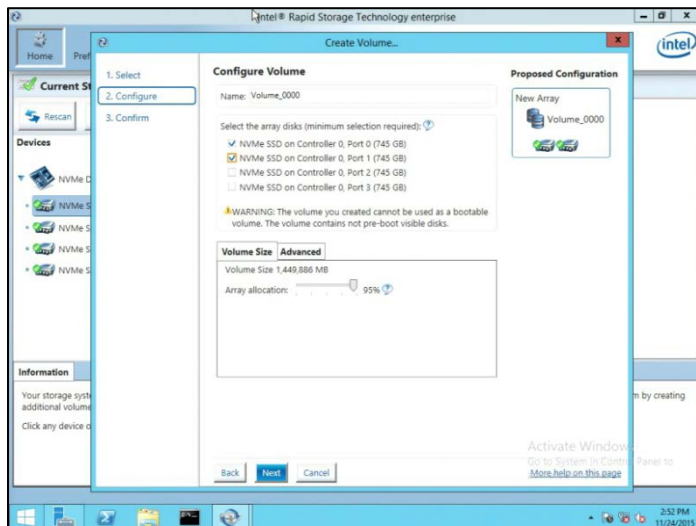 Intel® Rapid Storage Technology enterprise
Home
Pref
intel
Current St
Rescan
Devices
NVMe D
NVMe S
NVMe S
NVMe S
NVMe S
Create Volume...
1. Select
2. Configure
3. Confirm
Configure Volume
Name: Volume_0000
Select the array disks (minimum selection required):
NVMe SSD on Controller 0, Port 0 (745 GB)
NVMe SSD on Controller 0, Port 1 (745 GB)
NVMe SSD on Controller 0, Port 2 (745 GB)
NVMe SSD on Controller 0, Port 3 (745 GB)
WARNING: The volume you created cannot be used as a bootable
volume. The volume contains not pre-boot visible disks.
Volume Size Advanced
Volume Size 1,449,886 MB
Array allocation: 95%
Proposed Configuration
New Array
Volume_0000
Back Next Cancel
More help on this page
Information
Your storage syste
additional volume
Click any device o
m by creating
Activate Window
Go to System in Control Panel to
2:52 PM
11/24/2015